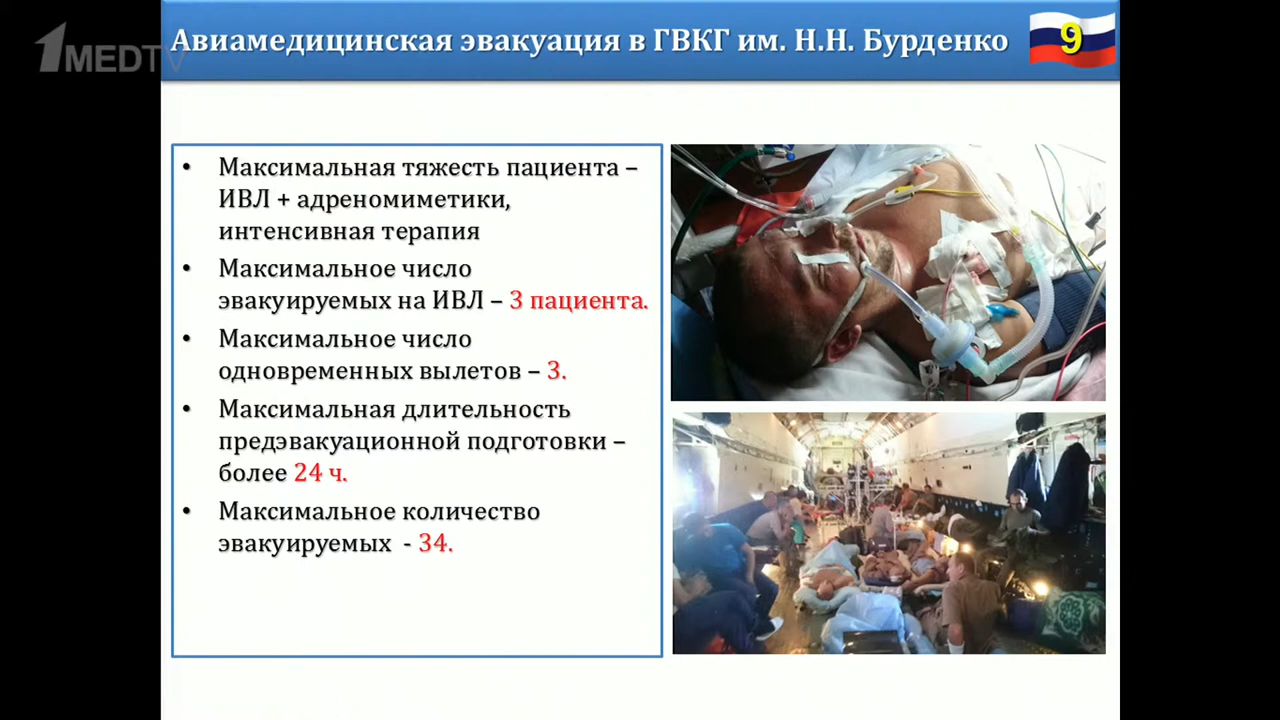 1MEDTV
Авиамедицинская эвакуация в ГВКГ им. Н.Н. Бурденко
9
• Максимальная тяжесть пациента –
ИВЛ + адреномиметики,
интенсивная терапия
• Максимальное число
эвакуируемых на ИВЛ – 3 пациента.
• Максимальное число
одновременных вылетов – 3.
• Максимальная длительность
предэвакуационной подготовки –
более 24 ч.
• Максимальное количество
эвакуируемых - 34.